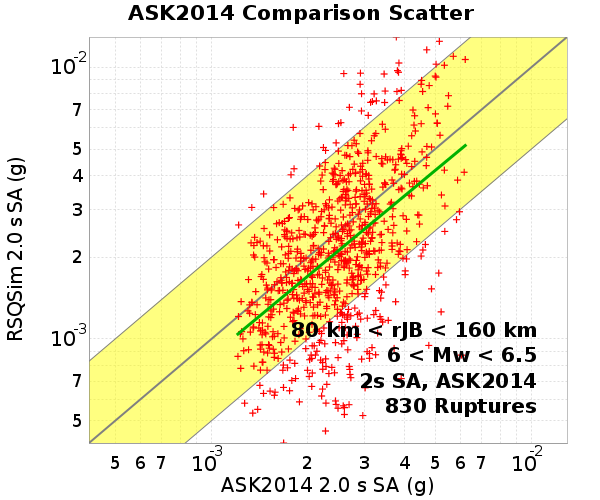 ASK2014 Comparison Scatter
RSQSim 2.0 s SA (g)
10-2
7
5
4
3
2
10-3
7
5
80 km < rJB < 160 km
6 < Mw < 6.5
2s SA, ASK2014
830 Ruptures
5 6 7 10-3 2 3 4 5 6 7 10-2
ASK2014 2.0 s SA (g)